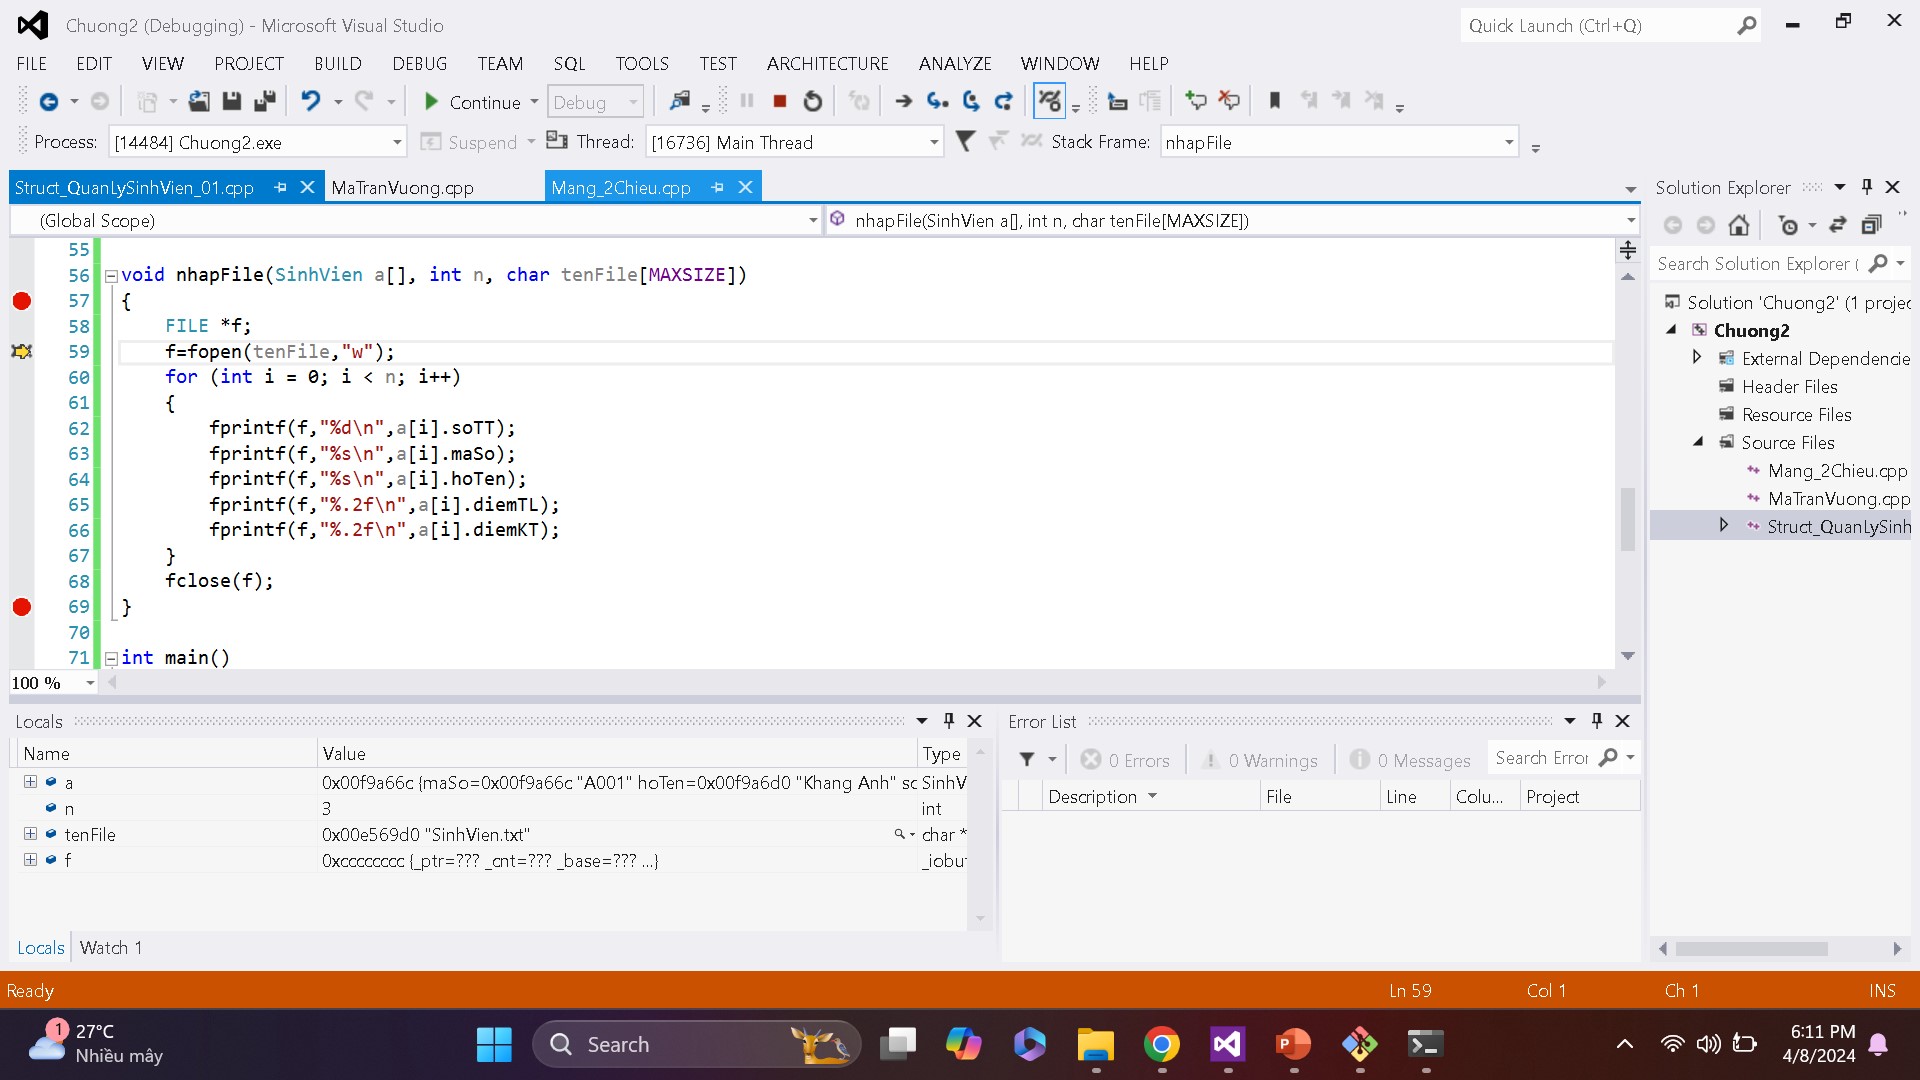 Chuong2 (Debugging) - Microsoft Visual Studio
Quick Launch (Ctrl+Q)
FILE EDIT VIEW PROJECT BUILD DEBUG TEAM SQL TOOLS TEST ARCHITECTURE ANALYZE WINDOW HELP
Continue Debug
Process: [14484] Chuong2.exe Suspend Thread: [16736] Main Thread Stack Frame: nhapFile
Struct_QuanLySinhVien_01.cpp MaTranVuong.cpp Mang_2Chieu.cpp
(Global Scope) nhapFile(SinhVien a[], int n, char tenFile[MAXSIZE])
55
56 void nhapFile(SinhVien a[], int n, char tenFile[MAXSIZE])
57 {
58 FILE *f;
59 f=fopen(tenFile,"w");
60 for (int i = 0; i < n; i++)
61 {
62 fprintf(f,"%d\n",a[i].soTT);
63 fprintf(f,"%s\n",a[i].maSo);
64 fprintf(f,"%s\n",a[i].hoTen);
65 fprintf(f,"%.2f\n",a[i].diemTL);
66 fprintf(f,"%.2f\n",a[i].diemKT);
67 }
68 fclose(f);
69 }
70
71 int main()
100 %
Solution Explorer
Search Solution Explorer (
Solution 'Chuong2' (1 projec
Chuong2
External Dependencie
Header Files
Resource Files
Source Files
Mang_2Chieu.cpp
MaTranVuong.cpp
Struct_QuanLySinh
Locals
Name Value Type
a 0x00f9a66c {maSo=0x00f9a66c "A001" hoTen=0x00f9a6d0 "Khang Anh" sc SinhV
n 3 int
tenFile 0x00e569d0 "SinhVien.txt" char *
f 0xcccccccc {_ptr=??? _cnt=??? _base=??? ...} _iobu
Locals Watch 1
Error List
0 Errors 0 Warnings 0 Messages Search Error
Description File Line Colu... Project
Ready Ln 59 Col 1 Ch 1 INS
1
27°C
Nhiều mây
Search
6:11 PM
4/8/2024